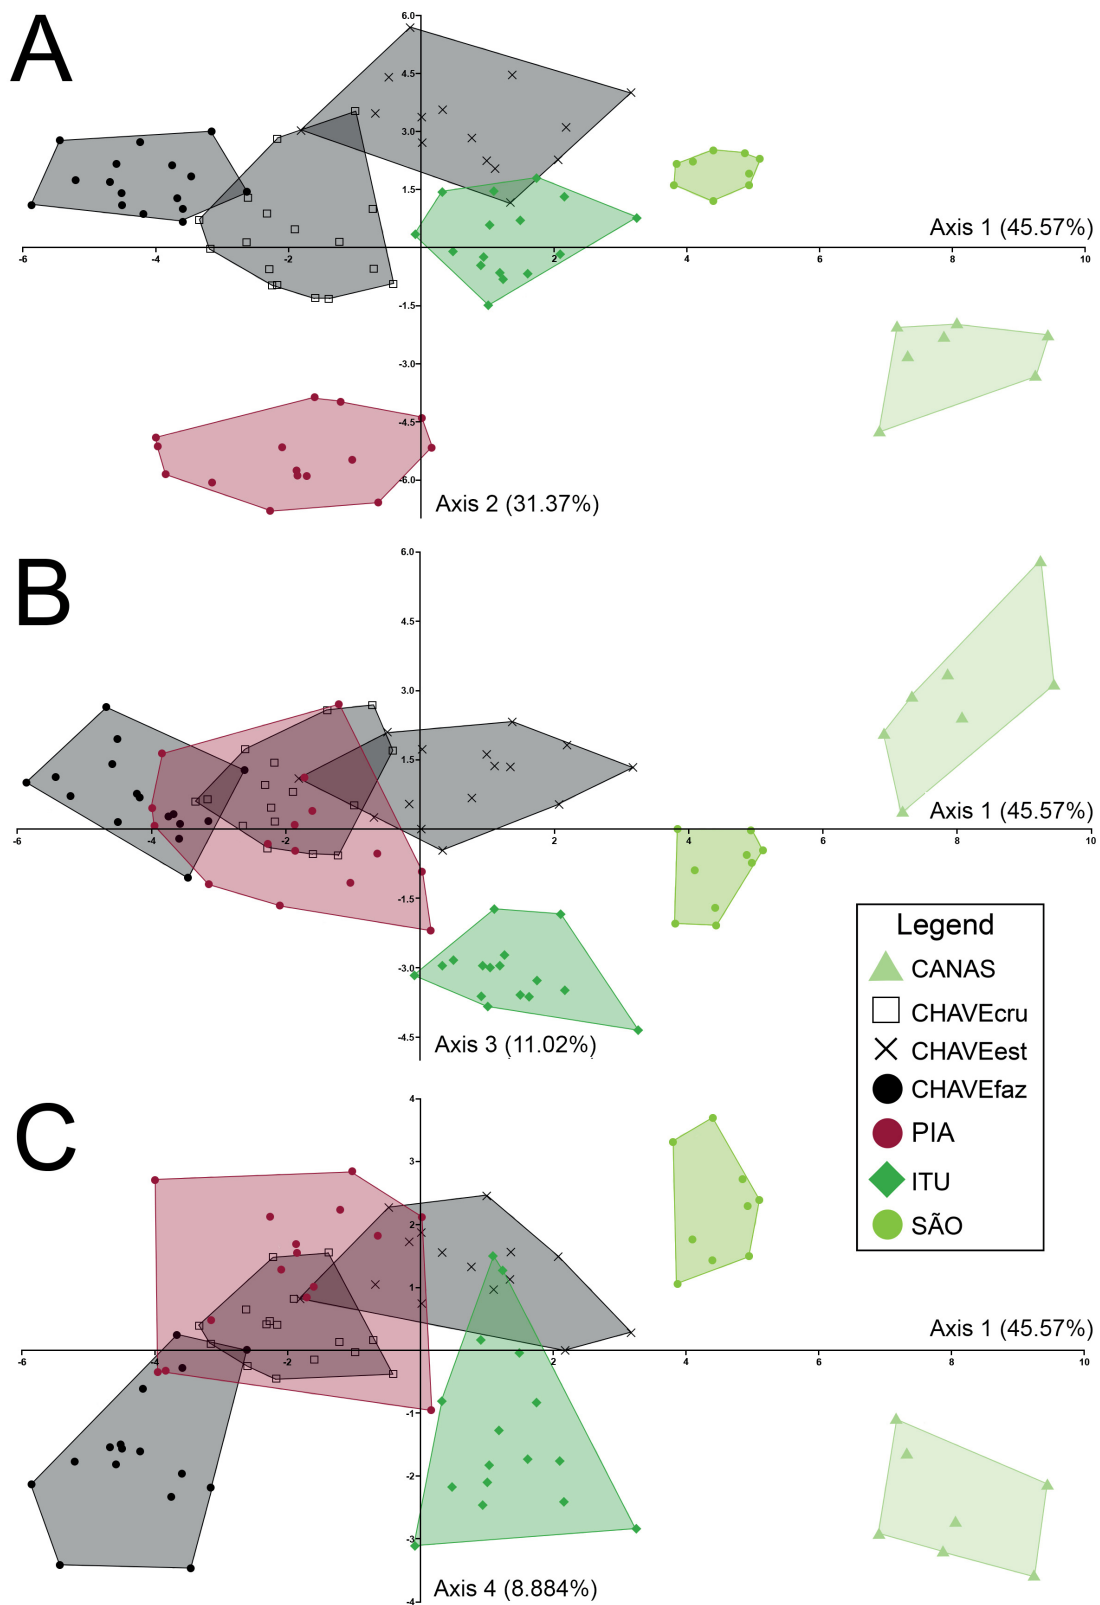 A
6.0
4.5
3.0
1.5
Axis 1 (45.57%)
-6 -4 -2 2 4 6 8 10
-1.5
-3.0
-4.5
-6.0
Axis 2 (31.37%)
B
6.0
4.5
3.0
1.5
Axis 1 (45.57%)
-6 -4 -2 2 4 6 8 10
-1.5
-3.0
-4.5
Axis 3 (11.02%)
Legend
CANAS
CHAVEcru
CHAVEest
CHAVEfaz
PIA
ITU
SÃO
C
4
3
2
1
Axis 1 (45.57%)
-6 -4 -2 2 4 6 8 10
-1
-2
-3
-4
Axis 4 (8.884%)